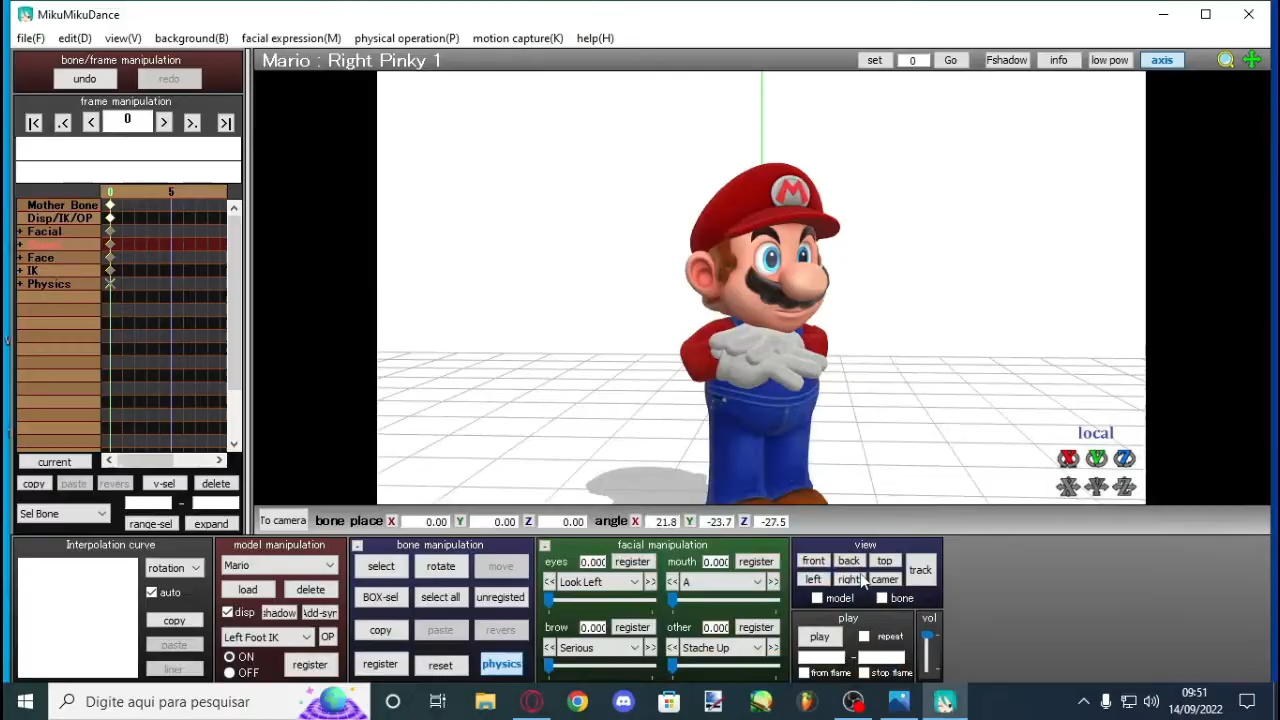 MikuMikuDance
file(F) edit(D) view(V) background(B) facial expression(M) physical operation(P) motion capture(K) help(H)
bone/frame manipulation
undo redo
frame manipulation
|< .< < 0 > >. >|
0 5
Mother Bone
Disp/IK/OP
+ Facial
+ Face
+ IK
+ Physics
current
copy paste revers v-sel delete
Sel Bone
-
range-sel expand
Mario : Right Pinky 1
set 0 Go Fshadow info low pow axis
M
local
X Y Z
X Y Z
To camera bone place X 0.00 Y 0.00 Z 0.00 angle X 21.8 Y -23.7 Z -27.5
Interpolation curve
rotation
auto
copy
paste
liner
model manipulation
Mario
load delete
disp shadow Add-syn
Left Foot IK OP
ON
OFF
register
- bone manipulation
select rotate move
BOX-sel select all unregisted
copy paste revers
register reset physics
- facial manipulation
eyes 0.000 register mouth 0.000 register
<< Look Left >> << A >>
brow 0.000 register other 0.000 register
<< Serious >> << Stache Up >>
view
front back top
left right camer
track
model bone
play
play repeat
-
from flame stop flame
vol
Digite aqui para pesquisar
09:51
14/09/2022